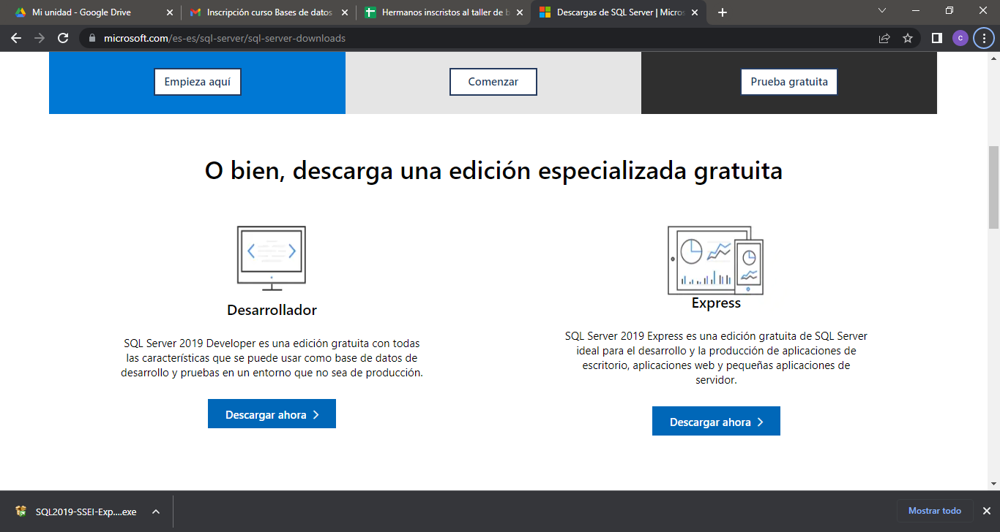 Mi unidad - Google Drive
Inscripción curso Bases de datos
Hermanos inscristos al taller de b
Descargas de SQL Server | Micros
microsoft.com/es-es/sql-server/sql-server-downloads
c
Empieza aquí
Comenzar
Prueba gratuita
O bien, descarga una edición especializada gratuita
Desarrollador
SQL Server 2019 Developer es una edición gratuita con todas
las características que se puede usar como base de datos de
desarrollo y pruebas en un entorno que no sea de producción.
Descargar ahora
Express
SQL Server 2019 Express es una edición gratuita de SQL Server
ideal para el desarrollo y la producción de aplicaciones de
escritorio, aplicaciones web y pequeñas aplicaciones de
servidor.
Descargar ahora
SQL2019-SSEI-Exp....exe
Mostrar todo